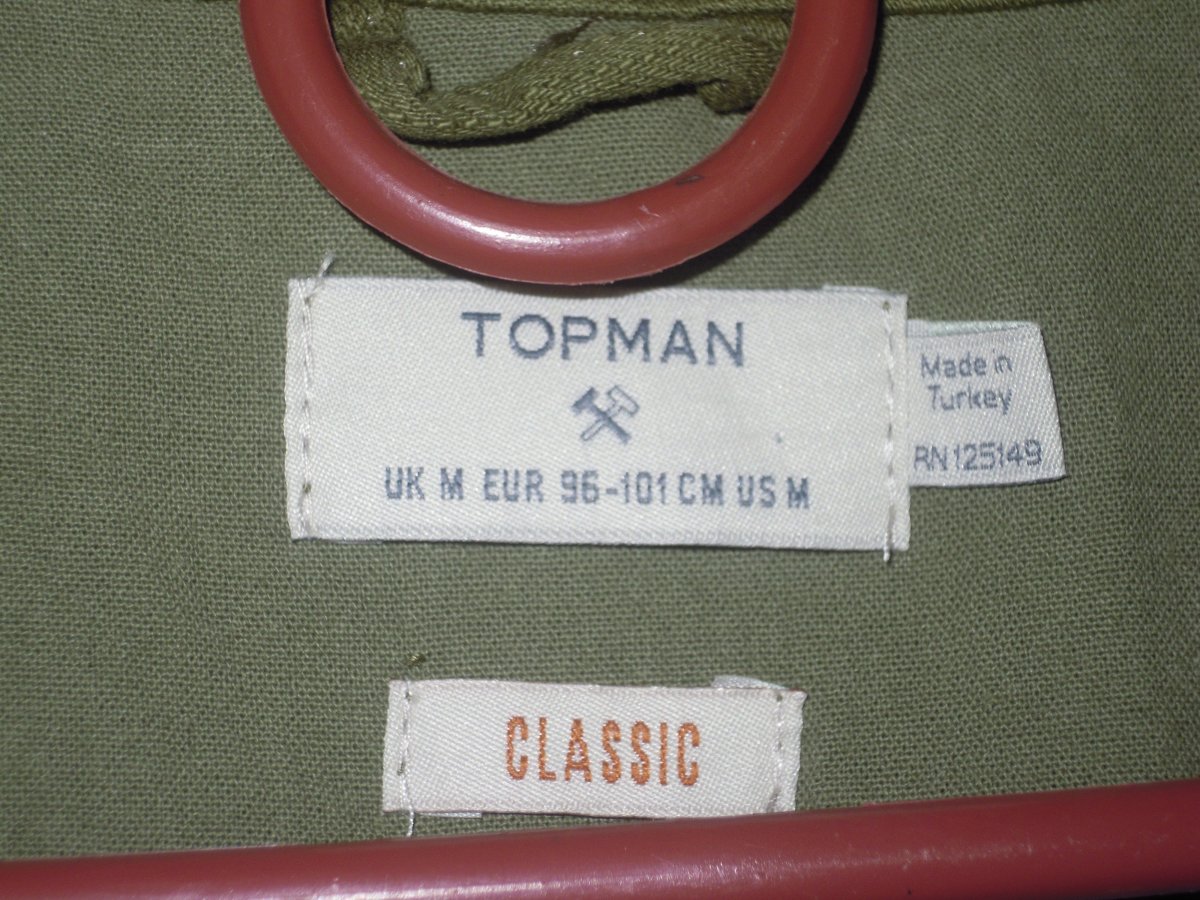 TOPMAN
UK M EUR 96-101 CM US M
Made in
Turkey
RN 125149
CLASSIC